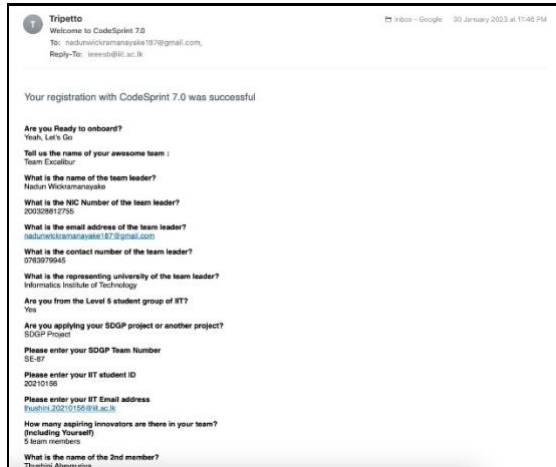 T
Tripetto
Inbox - Google 30 January 2023 at 11:46 PM
Welcome to CodeSprint 7.0
To: nadunwickramanayake187@gmail.com,
Reply-To: ieeesb@iit.ac.lk
Your registration with CodeSprint 7.0 was successful
Are you Ready to onboard?
Yeah, Let's Go
Tell us the name of your awesome team :
Team Excalibur
What is the name of the team leader?
Nadun Wickramanayake
What is the NIC Number of the team leader?
200328812755
What is the email address of the team leader?
nadunwickramanayake187@gmail.com
What is the contact number of the team leader?
0763979945
What is the representing university of the team leader?
Informatics Institute of Technology
Are you from the Level 5 student group of IIT?
Yes
Are you applying your SDGP project or another project?
SDGP Project
Please enter your SDGP Team Number
SE-87
Please enter your IIT student ID
20210156
Please enter your IIT Email address
thushini.20210156@iit.ac.lk
How many aspiring innovators are there in your team?
(Including Yourself)
5 team members
What is the name of the 2nd member?
Thushini Abeysuriya